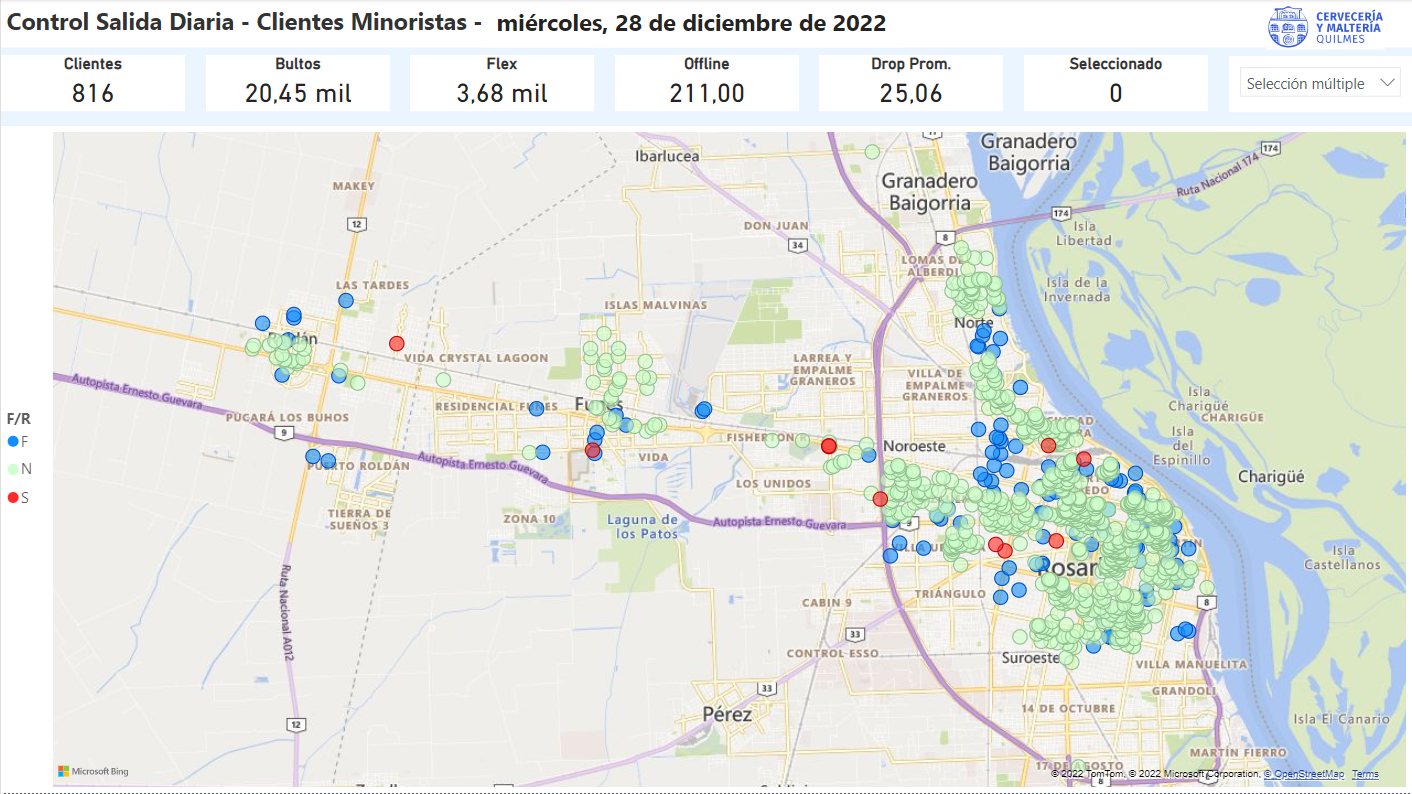 Control Salida Diaria - Clientes Minoristas - miércoles, 28 de diciembre de 2022
CERVECERÍA
Y MALTERÍA
QUILMES
Clientes
816
Bultos
20,45 mil
Flex
3,68 mil
Offline
211,00
Drop Prom.
25,06
Seleccionado
0
Selección múltiple
F/R
F
N
S
Ibarlucea
Granadero
Baigorria
Granadero
Baigorria
174
Ruta Nacional 174
174
MAKEY
12
DON JUAN
34
8
Isla
Libertad
LOMAS DE
ALBERDI
LAS TARDES
Isla de la
Invernada
ISLAS MALVINAS
Norte
VIDA CRYSTAL LAGOON
LARREA Y
EMPALME
GRANEROS
VILLA DE
EMPALME
GRANEROS
Autopista Ernesto Guevara
Isla
Charigüé
CHARIGÜÉ
RESIDENCIAL FUNES
PUCARÁ LOS BUHOS
9
Isla
del
Espinillo
FISHERTON
Noroeste
VIDA
PUERTO ROLDÁN
Autopista Ernesto Guevara
LOS UNIDOS
Charigüé
TIERRA DE
SUEÑOS 3
ZONA 10
Laguna de
los Patos
Autopista Ernesto Guevara
9
Isla
Castellanos
Ruta Nacional A012
TRIÁNGULO
CABIN 9
8
33
CONTROL ESSO
Suroeste
VILLA MANUELITA
33
GRANDOLI
Pérez
14 DE OCTUBRE
12
Isla El Canario
MARTÍN FIERRO
17 DE AGOSTO
8
Microsoft Bing
© 2022 TomTom, © 2022 Microsoft Corporation, © OpenStreetMap Terms